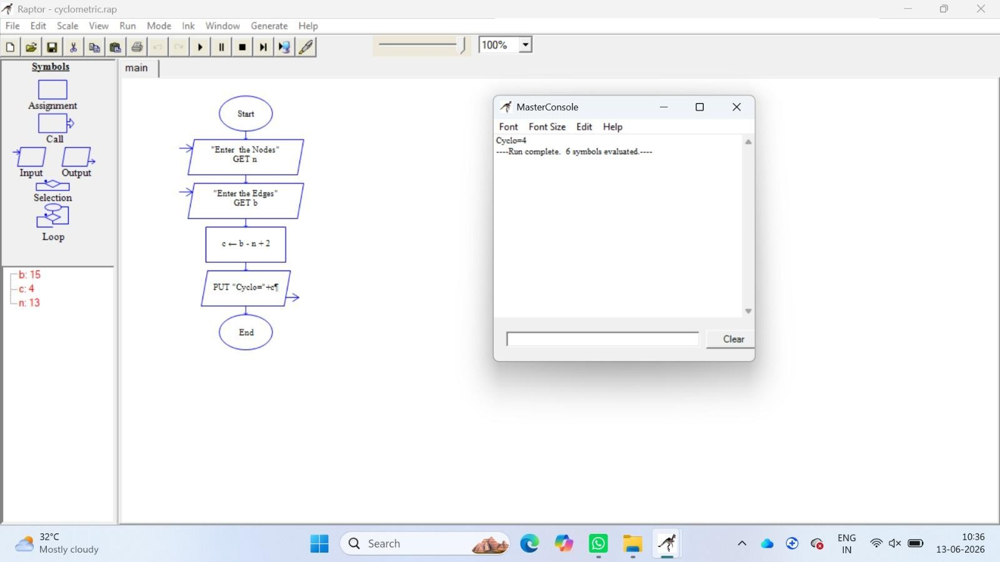 Raptor - cyclometric.rap
File Edit Scale View Run Mode Ink Window Generate Help
100%
Symbols
main
Assignment
Call
Input Output
Selection
Loop
b: 15
c: 4
n: 13
Start
"Enter  the Nodes"
GET n
"Enter the Edges"
GET b
c ← b - n + 2
PUT "Cyclo="+c¶
End
MasterConsole
Font Font Size Edit Help
Cyclo=4
----Run complete.  6 symbols evaluated.----
Clear
32°C
Mostly cloudy
Search
ENG
IN
10:36
13-06-2026